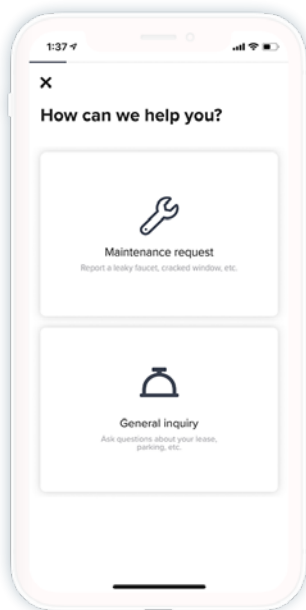 1:37
How can we help you?
Maintenance request
Report a leaky faucet, cracked window, etc.
General inquiry
Ask questions about your lease,
parking, etc.